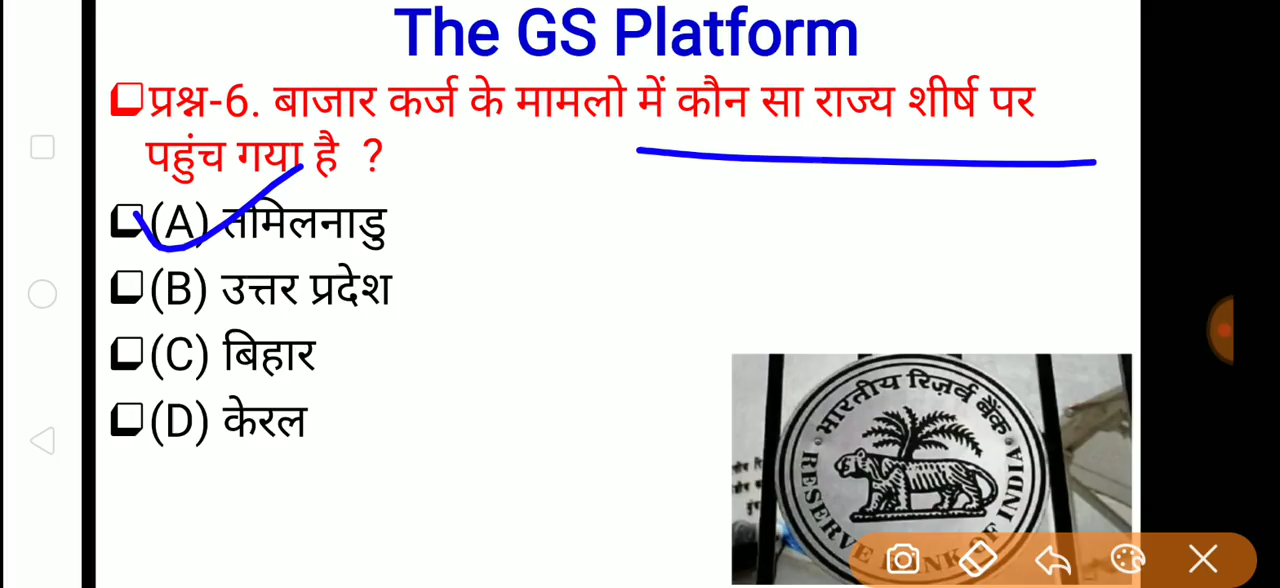 The GS Platform
प्रश्न-6. बाजार कर्ज के मामलो में कौन सा राज्य शीर्ष पर
पहुंच गया है ?
(A) तमिलनाडु
(B) उत्तर प्रदेश
(C) बिहार
(D) केरल
भारतीय रिज़र्व बैंक
RESERVE BANK OF INDIA